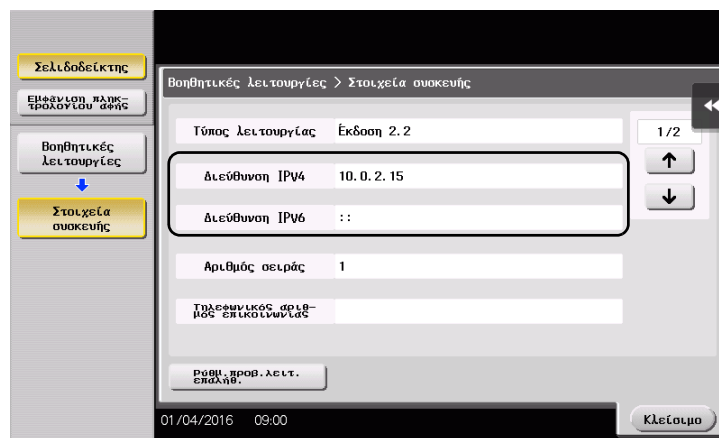 Σελιδοδείκτης
Εμφάνιση πληκ-
τρολογίου αφής
Βοηθητικές
λειτουργίες
Στοιχεία
συσκευής
Βοηθητικές λειτουργίες > Στοιχεία συσκευής
Τύπος λειτουργίας Έκδοση 2.2
1/2
Διεύθυνση IPV4 10.0.2.15
Διεύθυνση IPV6 ::
Αριθμός σειράς 1
Τηλεφωνικός αριθ-
μός επικοινωνίας
Ρύθμ.προβ.λειτ.
επαλήθ.
01/04/2016 09:00
Κλείσιμο